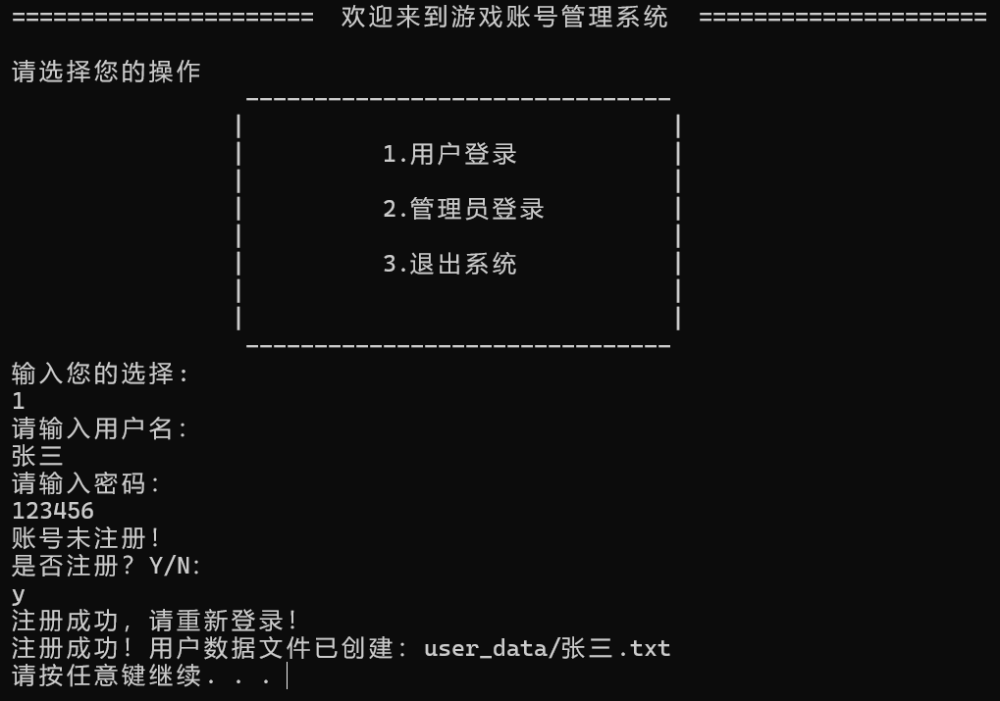 ======================  欢迎来到游戏账号管理系统  =====================
请选择您的操作
-------------------------------
|                                |
|          1.用户登录            |
|                                |
|          2.管理员登录          |
|                                |
|          3.退出系统            |
|                                |
|                                |
-------------------------------
输入您的选择：
1
请输入用户名：
张三
请输入密码：
123456
账号未注册！
是否注册？Y/N：
y
注册成功，请重新登录！
注册成功！用户数据文件已创建：user_data/张三.txt
请按任意键继续. . .